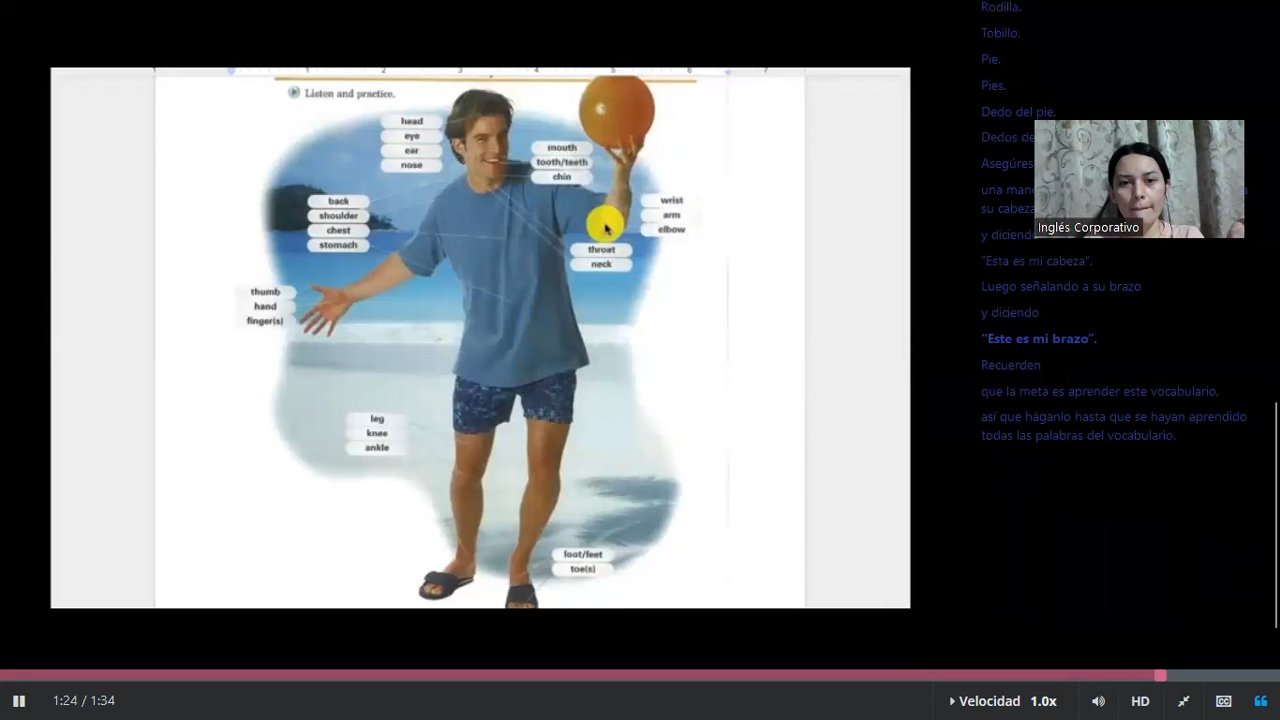 Listen and practice.
head
eye
ear
nose
mouth
tooth/teeth
chin
back
shoulder
chest
stomach
wrist
arm
elbow
throat
neck
thumb
hand
finger(s)
leg
knee
ankle
foot/feet
toe(s)
Rodilla.
Tobillo.
Pie.
Pies.
Dedo del pie.
Dedos de
Asegúres
una man
su cabeza
y diciend
"Esta es mi cabeza".
Luego señalando a su brazo
y diciendo
"Este es mi brazo".
Recuerden
que la meta es aprender este vocabulario,
así que háganlo hasta que se hayan aprendido
todas las palabras del vocabulario.
Inglés Corporativo
1:24 / 1:34
Velocidad 1.0x
HD
CC